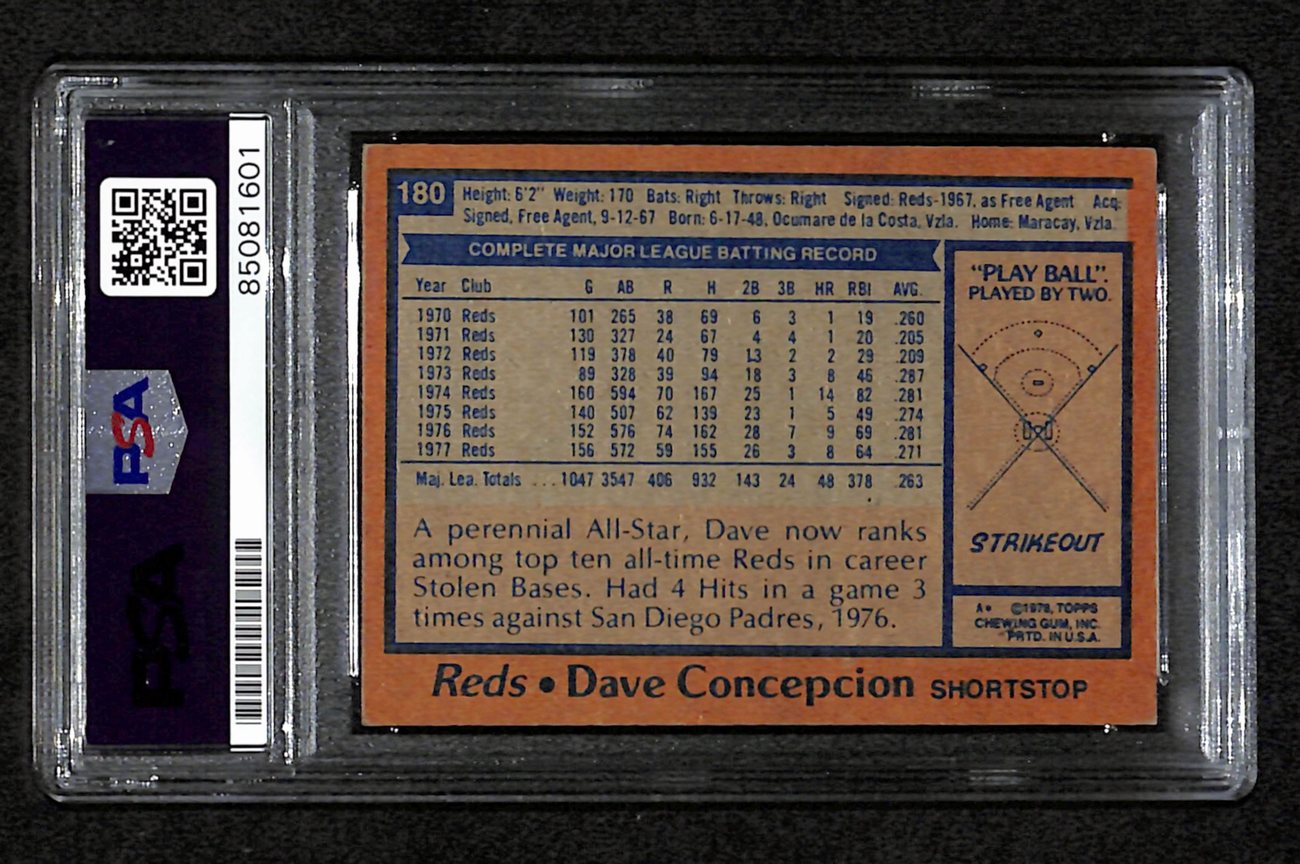 85081601
PSA
PSA
180
Height: 6'2" Weight: 170 Bats: Right Throws: Right Signed: Reds-1967, as Free Agent Acq:
Signed, Free Agent, 9-12-67 Born: 6-17-48, Ocumare de la Costa, Vzla. Home: Maracay, Vzla.
COMPLETE MAJOR LEAGUE BATTING RECORD
Year Club G AB R H 2B 3B HR RBI AVG.
1970 Reds 101 265 38 69 6 3 1 19 .260
1971 Reds 130 327 24 67 4 4 1 20 .205
1972 Reds 119 378 40 79 13 2 2 29 .209
1973 Reds 89 328 39 94 18 3 8 46 .287
1974 Reds 160 594 70 167 25 1 14 82 .281
1975 Reds 140 507 62 139 23 1 5 49 .274
1976 Reds 152 576 74 162 28 7 9 69 .281
1977 Reds 156 572 59 155 26 3 8 64 .271
Maj. Lea. Totals ... 1047 3547 406 932 143 24 48 378 .263
A perennial All-Star, Dave now ranks
among top ten all-time Reds in career
Stolen Bases. Had 4 Hits in a game 3
times against San Diego Padres, 1976.
"PLAY BALL".
PLAYED BY TWO.
STRIKEOUT
A* ©1978, TOPPS
CHEWING GUM, INC.
PRTD. IN U.S.A.
Reds • Dave Concepcion SHORTSTOP